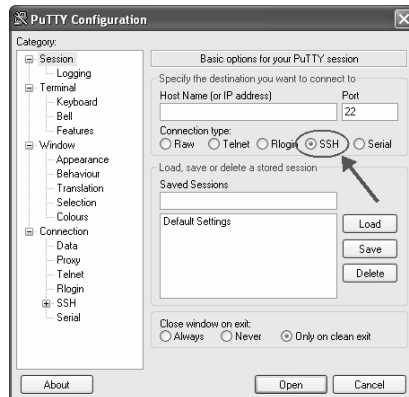 PuTTY Configuration
Category:
Session
Logging
Terminal
Keyboard
Bell
Features
Window
Appearance
Behaviour
Translation
Selection
Colours
Connection
Data
Proxy
Telnet
Rlogin
SSH
Serial
Basic options for your PuTTY session
Specify the destination you want to connect to
Host Name (or IP address) Port
22
Connection type:
Raw Telnet Rlogin SSH Serial
Load, save or delete a stored session
Saved Sessions
Default Settings
Load
Save
Delete
Close window on exit:
Always Never Only on clean exit
About Open Cancel